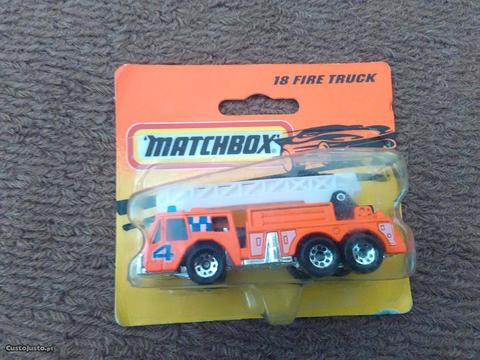 18 FIRE TRUCK
MATCHBOX
4
CustoJusto.pt